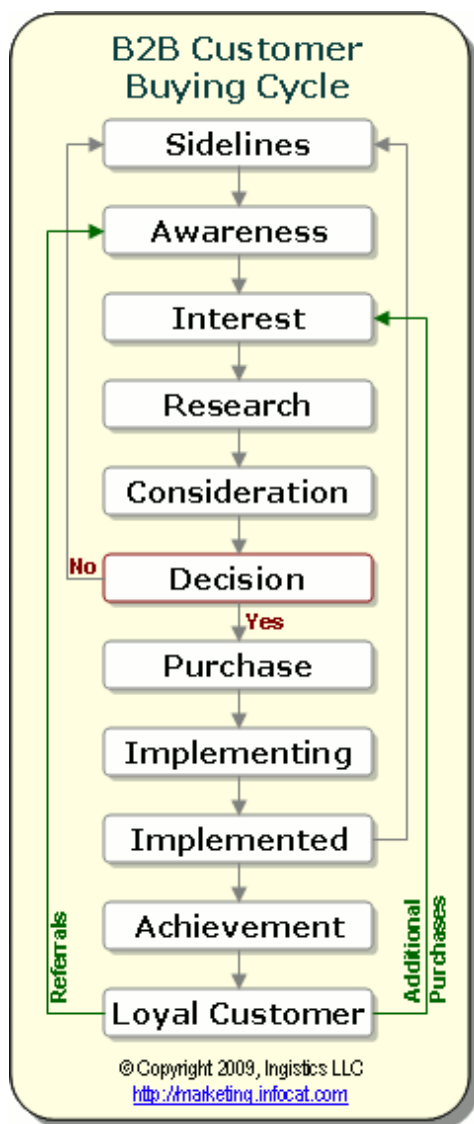 B2B Customer
Buying Cycle
Sidelines
Awareness
Interest
Research
Consideration
No
Decision
Yes
Purchase
Implementing
Implemented
Achievement
Referrals
Additional
Purchases
Loyal Customer
© Copyright 2009, Ingistics LLC
http://marketing.infocat.com